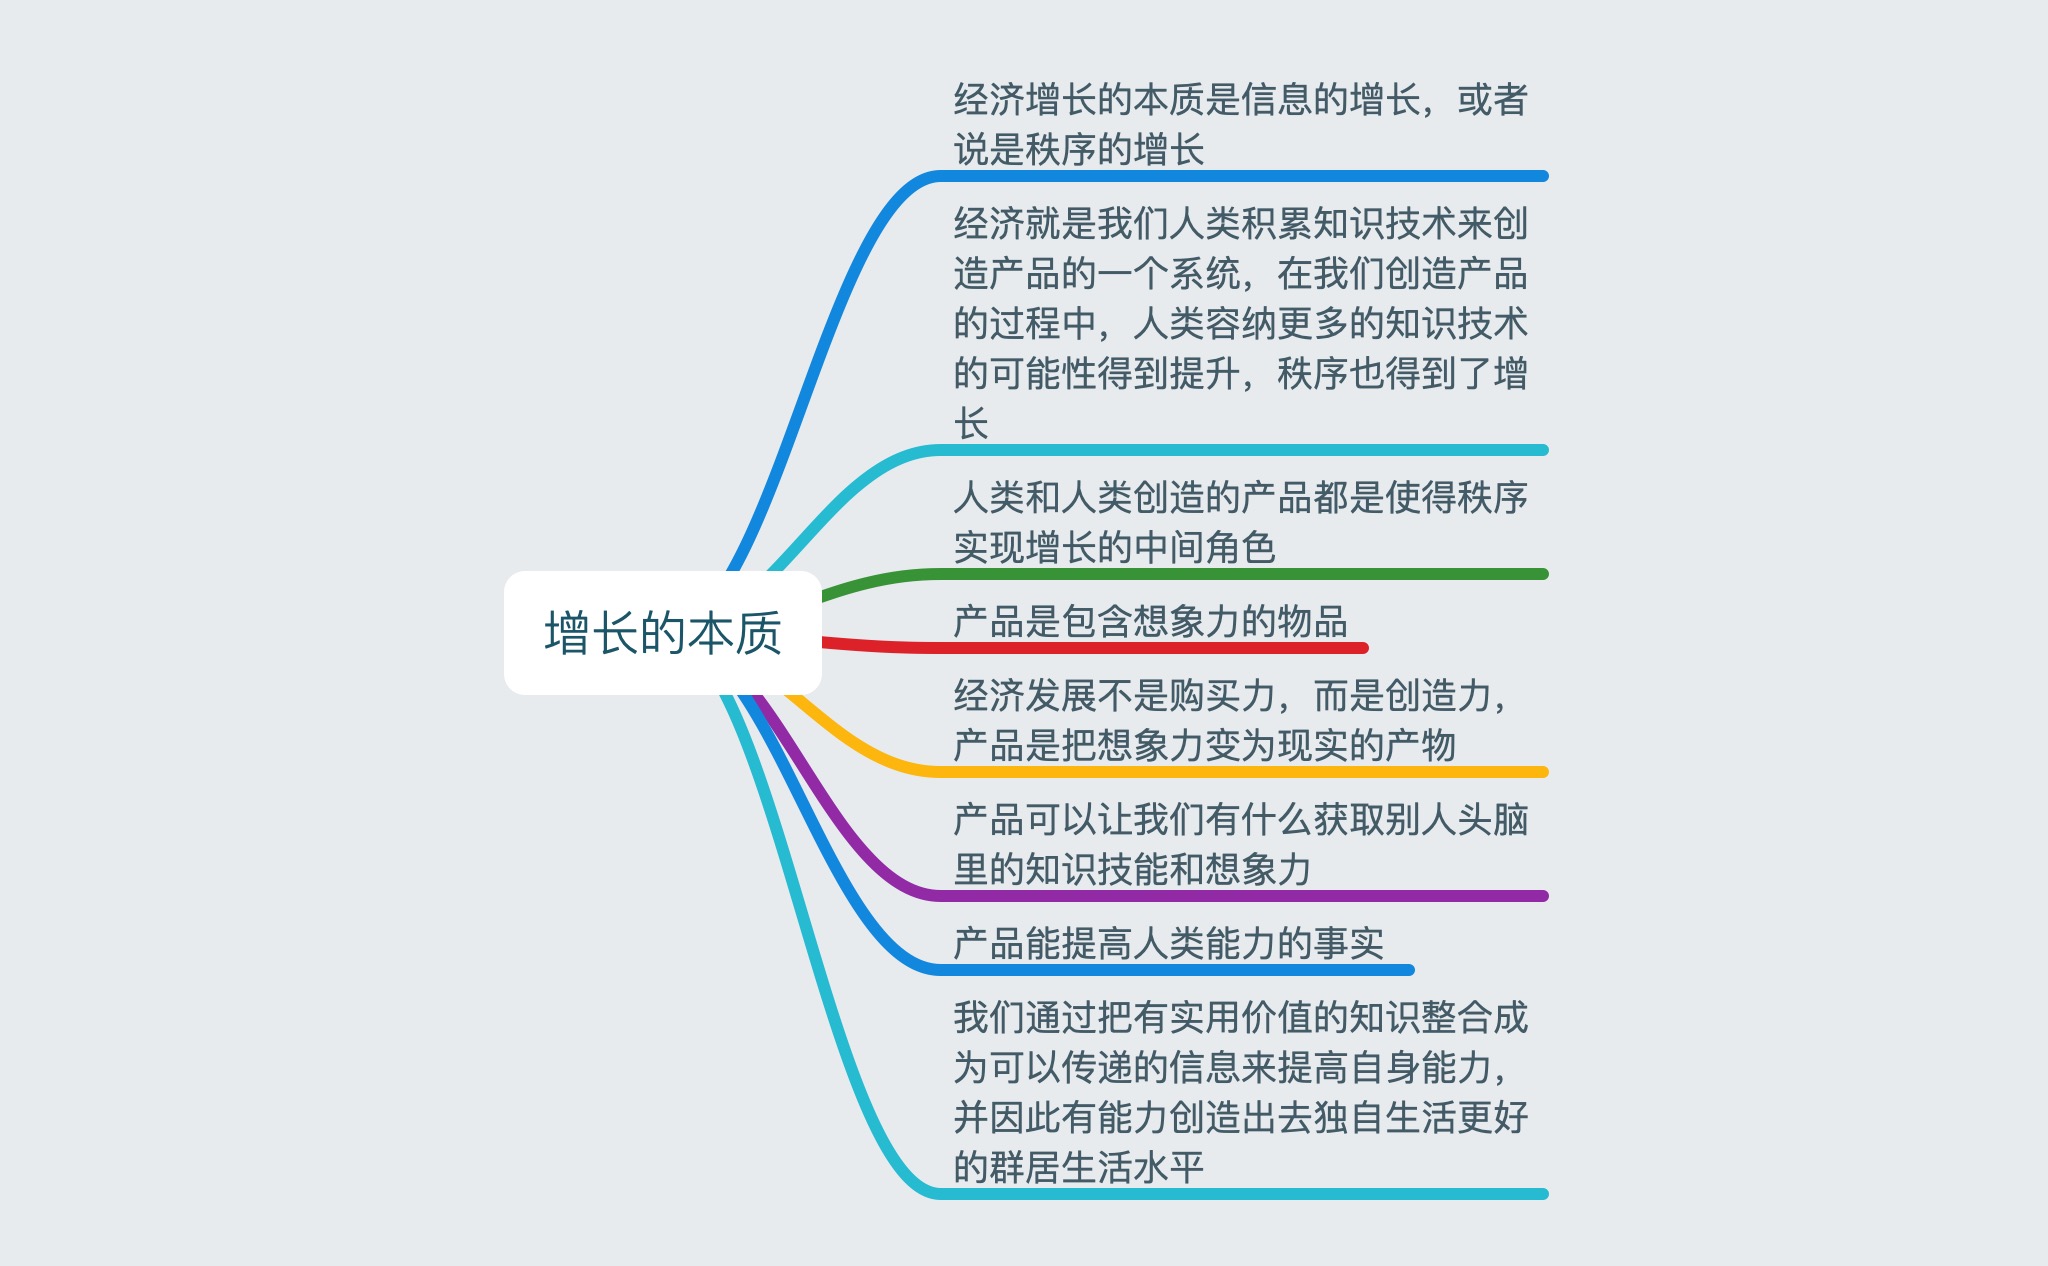 经济增长的本质是信息的增长，或者
说是秩序的增长
经济就是我们人类积累知识技术来创
造产品的一个系统，在我们创造产品
的过程中，人类容纳更多的知识技术
的可能性得到提升，秩序也得到了增
长
人类和人类创造的产品都是使得秩序
实现增长的中间角色
增长的本质
产品是包含想象力的物品
经济发展不是购买力，而是创造力，
产品是把想象力变为现实的产物
产品可以让我们有什么获取别人头脑
里的知识技能和想象力
产品能提高人类能力的事实
我们通过把有实用价值的知识整合成
为可以传递的信息来提高自身能力，
并因此有能力创造出去独自生活更好
的群居生活水平